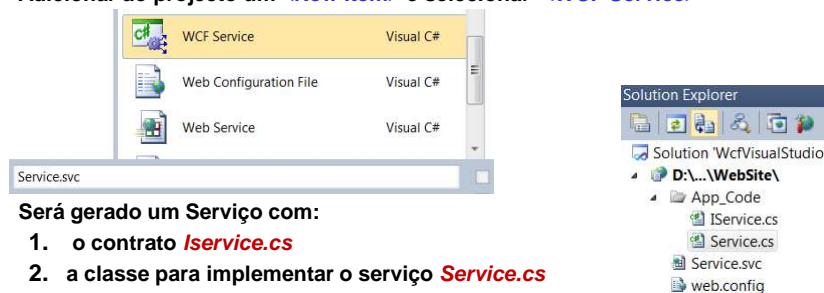 WCF Service Visual C#
Web Configuration File Visual C#
Web Service Visual C#
Service.svc
Será gerado um Serviço com:
1. o contrato Iservice.cs
2. a classe para implementar o serviço Service.cs
Solution Explorer
Solution 'WcfVisualStudio
D:\...\WebSite\
App_Code
IService.cs
Service.cs
Service.svc
web.config